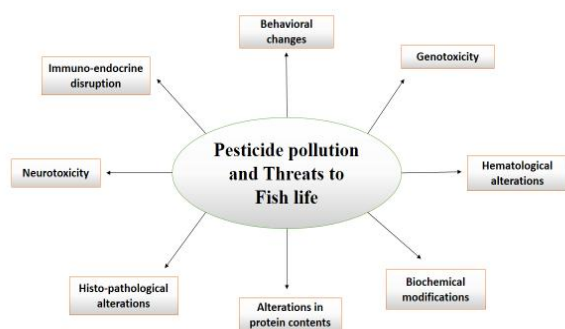 Behavioral
changes
Immuno-endocrine
disruption
Genotoxicity
Pesticide pollution
and Threats to
Fish life
Neurotoxicity
Hematological
alterations
Histo-pathological
alterations
Alterations in
protein contents
Biochemical
modifications